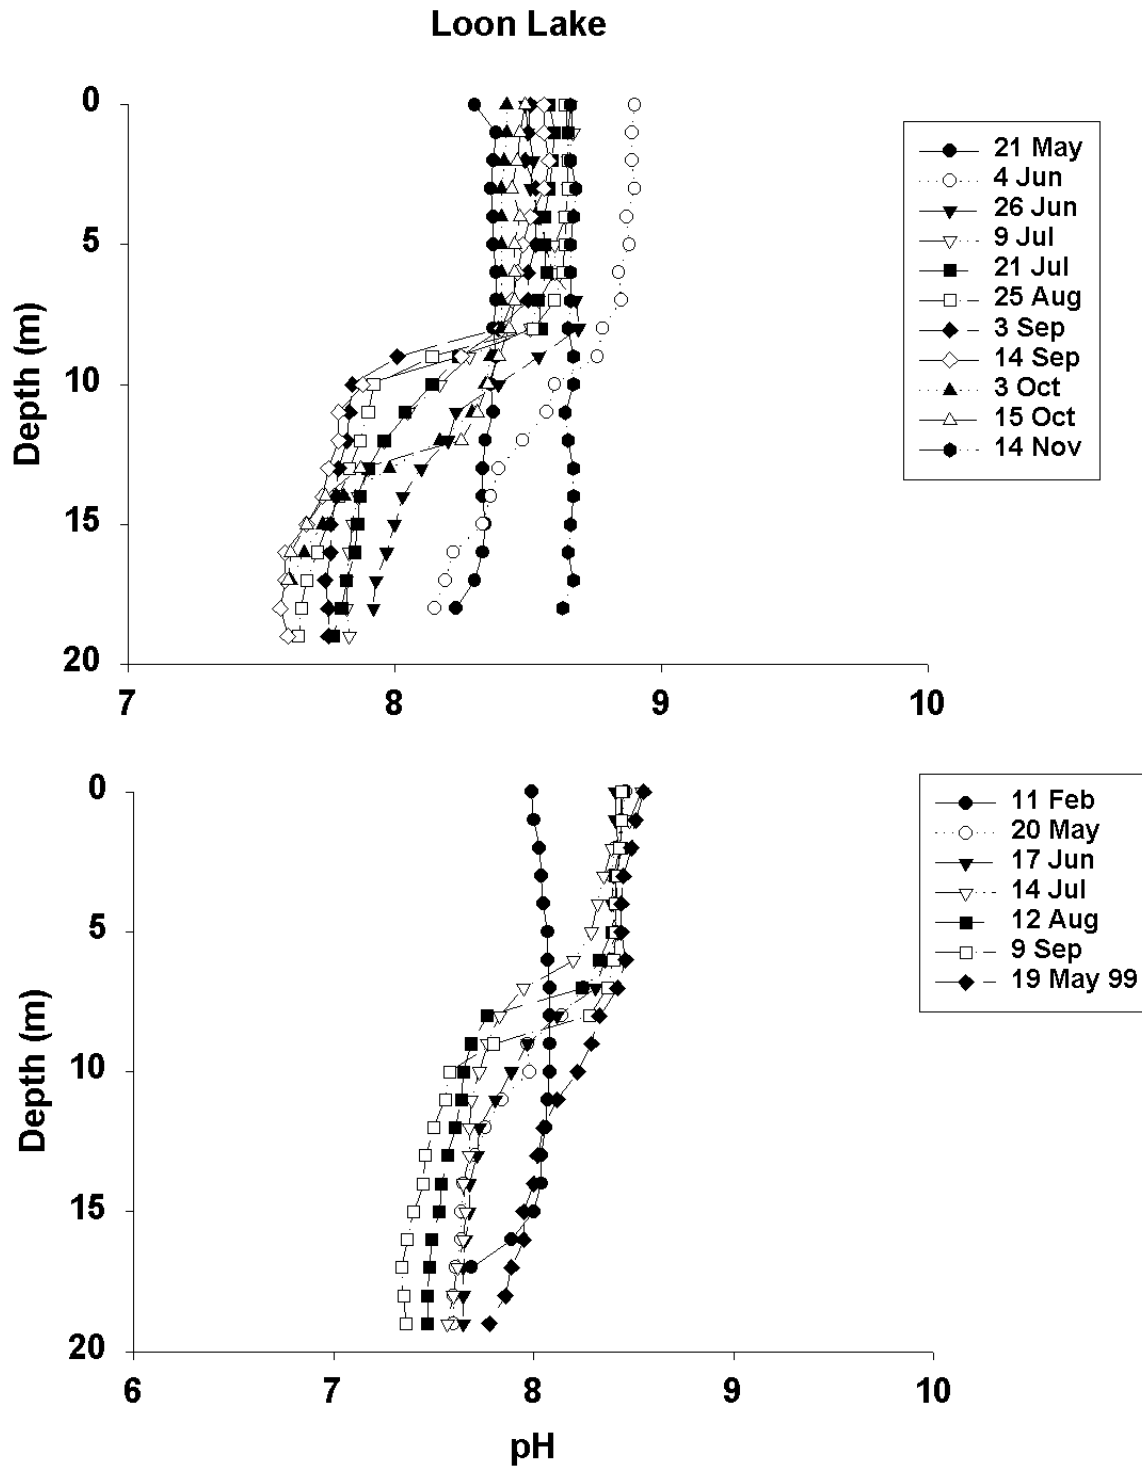 Loon Lake
0
5
10
15
20
Depth (m)
7
8
9
10
21 May
4 Jun
26 Jun
9 Jul
21 Jul
25 Aug
3 Sep
14 Sep
3 Oct
15 Oct
14 Nov
0
5
10
15
20
Depth (m)
6
7
8
9
10
pH
11 Feb
20 May
17 Jun
14 Jul
12 Aug
9 Sep
19 May 99